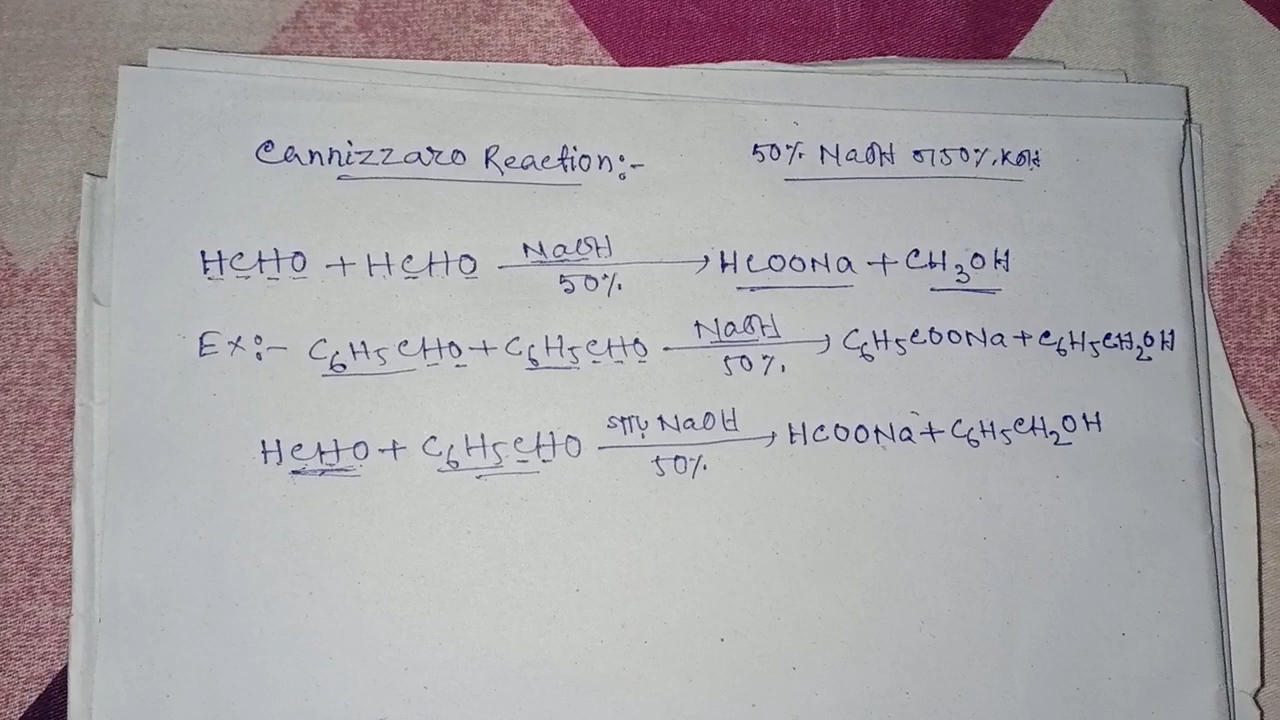 Cannizzaro Reaction:- 50% NaOH or 50% KOH
HCHO + HCHO NaOH 50% → HCOONa + CH3OH
Ex:- C6H5CHO + C6H5CHO NaOH 50% → C6H5COONa + C6H5CH2OH
HCHO + C6H5CHO NaOH 50% → HCOONa + C6H5CH2OH